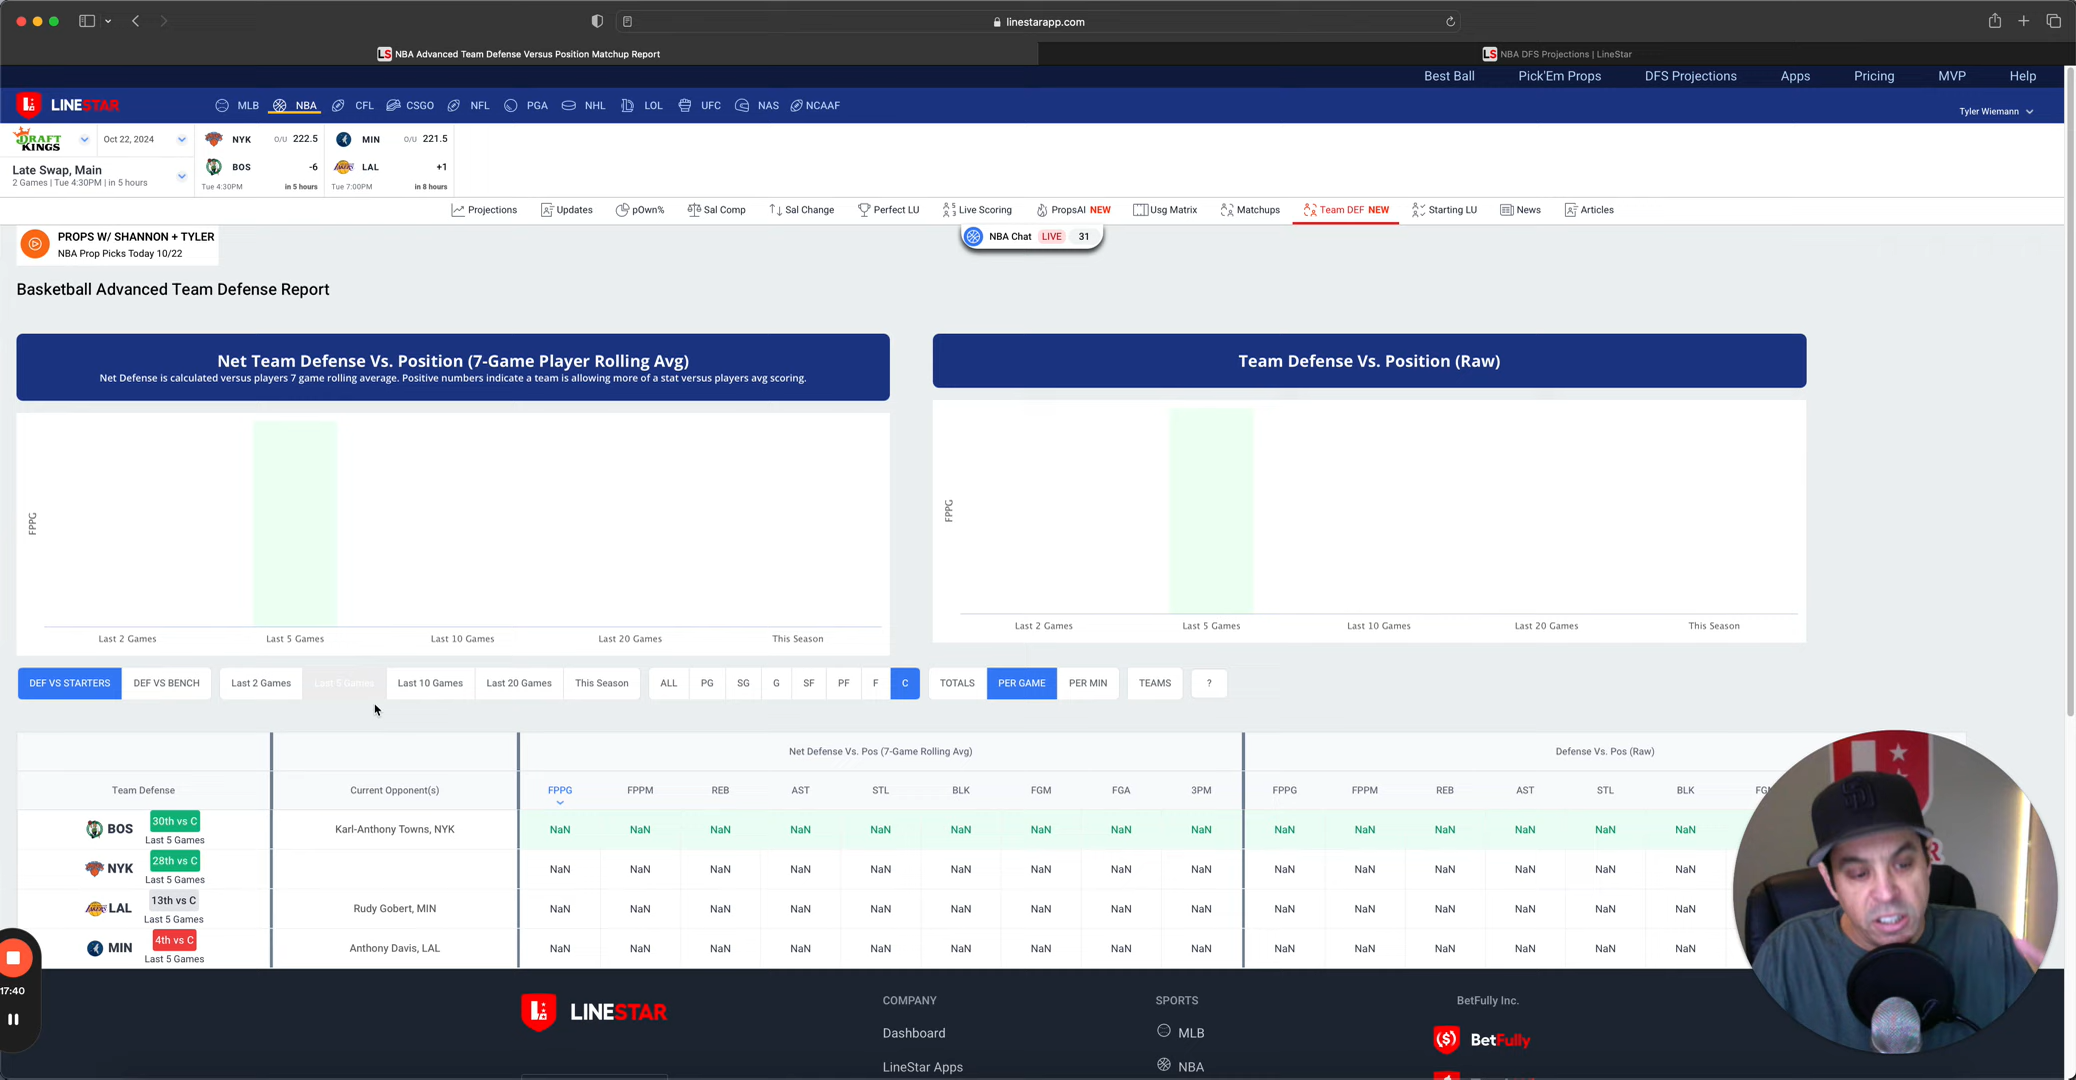 linestarapp.com
LS NBA Advanced Team Defense Versus Position Matchup Report
LS NBA DFS Projections | LineStar
Best Ball Pick'Em Props DFS Projections Apps Pricing MVP Help
LINESTAR MLB NBA CFL CSGO NFL PGA NHL LOL UFC NAS NCAAF Tyler Wiemann
DRAFT KINGS Oct 22, 2024
Late Swap, Main
2 Games | Tue 4:30PM | in 5 hours
NYK O/U 222.5
BOS -6
Tue 4:30PM in 5 hours
MIN O/U 221.5
LAL +1
Tue 7:00PM in 8 hours
Projections Updates pOwn% Sal Comp Sal Change Perfect LU Live Scoring PropsAI NEW Usg Matrix Matchups Team DEF NEW Starting LU News Articles
PROPS W/ SHANNON + TYLER
NBA Prop Picks Today 10/22
NBA Chat LIVE 31
Basketball Advanced Team Defense Report
Net Team Defense Vs. Position (7-Game Player Rolling Avg)
Net Defense is calculated versus players 7 game rolling average. Positive numbers indicate a team is allowing more of a stat versus players avg scoring.
FPPG
Last 2 Games Last 5 Games Last 10 Games Last 20 Games This Season
Team Defense Vs. Position (Raw)
FPPG
Last 2 Games Last 5 Games Last 10 Games Last 20 Games This Season
DEF VS STARTERS DEF VS BENCH Last 2 Games Last 5 Games Last 10 Games Last 20 Games This Season ALL PG SG G SF PF F C TOTALS PER GAME PER MIN TEAMS ?
Net Defense Vs. Pos (7-Game Rolling Avg) Defense Vs. Pos (Raw)
Team Defense Current Opponent(s) FPPG FPPM REB AST STL BLK FGM FGA 3PM FPPG FPPM REB AST STL BLK
BOS 30th vs C Last 5 Games Karl-Anthony Towns, NYK NaN NaN NaN NaN NaN NaN NaN NaN NaN NaN NaN NaN NaN NaN NaN
NYK 28th vs C Last 5 Games NaN NaN NaN NaN NaN NaN NaN NaN NaN NaN NaN NaN NaN NaN NaN
LAL 13th vs C Last 5 Games Rudy Gobert, MIN NaN NaN NaN NaN NaN NaN NaN NaN NaN NaN NaN NaN NaN NaN NaN
MIN 4th vs C Last 5 Games Anthony Davis, LAL NaN NaN NaN NaN NaN NaN NaN NaN NaN NaN NaN NaN NaN NaN NaN
17:40
LINESTAR
COMPANY
Dashboard
LineStar Apps
SPORTS
MLB
NBA
BetFully Inc.
BetFully